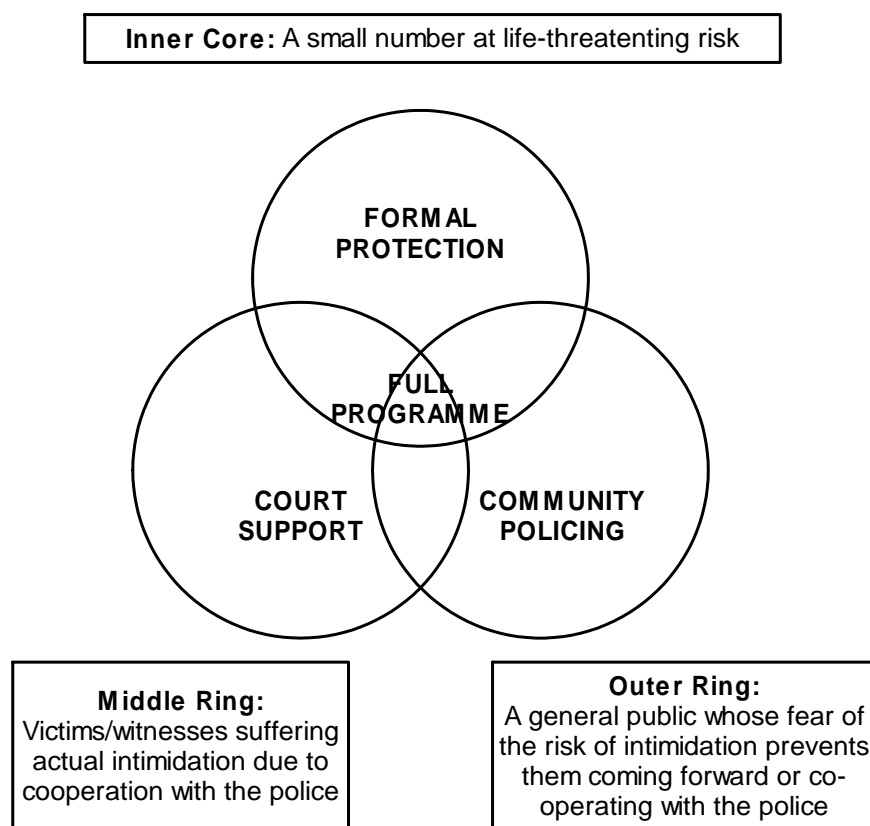 Inner Core: A small number at life-threatenting risk
FORMAL
PROTECTION
FULL
PROGRAMME
COURT
SUPPORT
COMMUNITY
POLICING
Middle Ring:
Victims/witnesses suffering
actual intimidation due to
cooperation with the police
Outer Ring:
A general public whose fear of
the risk of intimidation prevents
them coming forward or co-
operating with the police